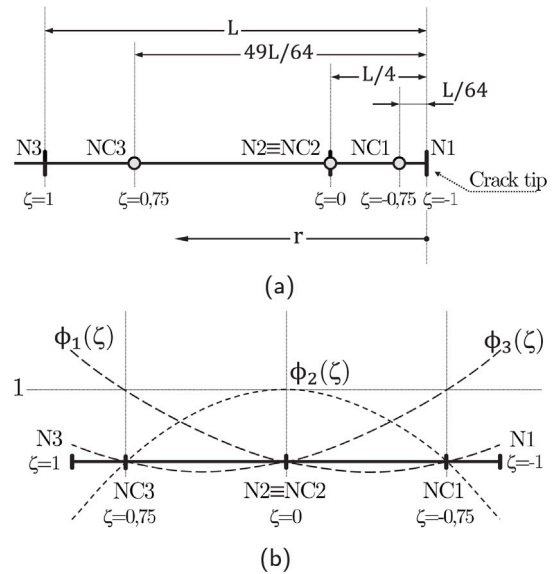 L
49L/64
L/4
L/64
N3 NC3 N2≡NC2 NC1 N1
Crack tip
ζ=1 ζ=0,75 ζ=0 ζ=-0,75 ζ=-1
r
(a)
ϕ₁(ζ) ϕ₂(ζ) ϕ₃(ζ)
1
N3 N1
ζ=1 ζ=-1
NC3 N2≡NC2 NC1
ζ=0,75 ζ=0 ζ=-0,75
(b)